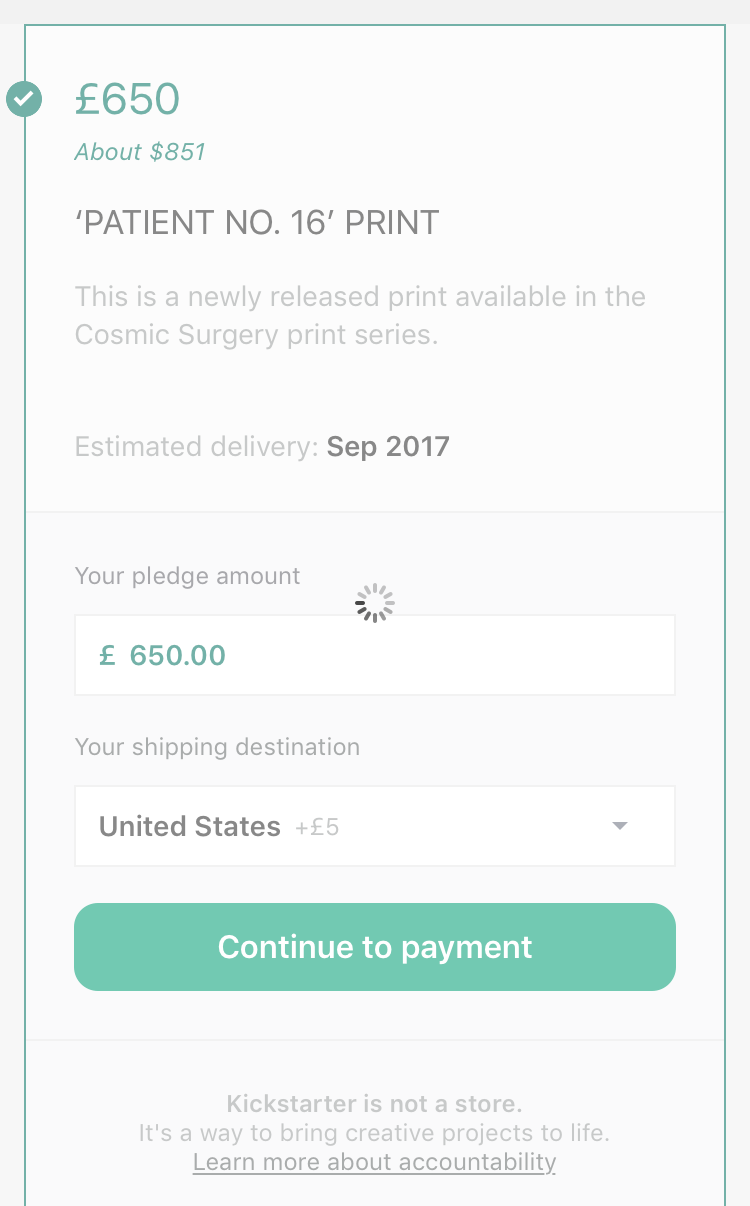 £650
About $851
‘PATIENT NO. 16’ PRINT
This is a newly released print available in the
Cosmic Surgery print series.
Estimated delivery: Sep 2017
Your pledge amount
£ 650.00
Your shipping destination
United States +£5
Continue to payment
Kickstarter is not a store.
It's a way to bring creative projects to life.
Learn more about accountability